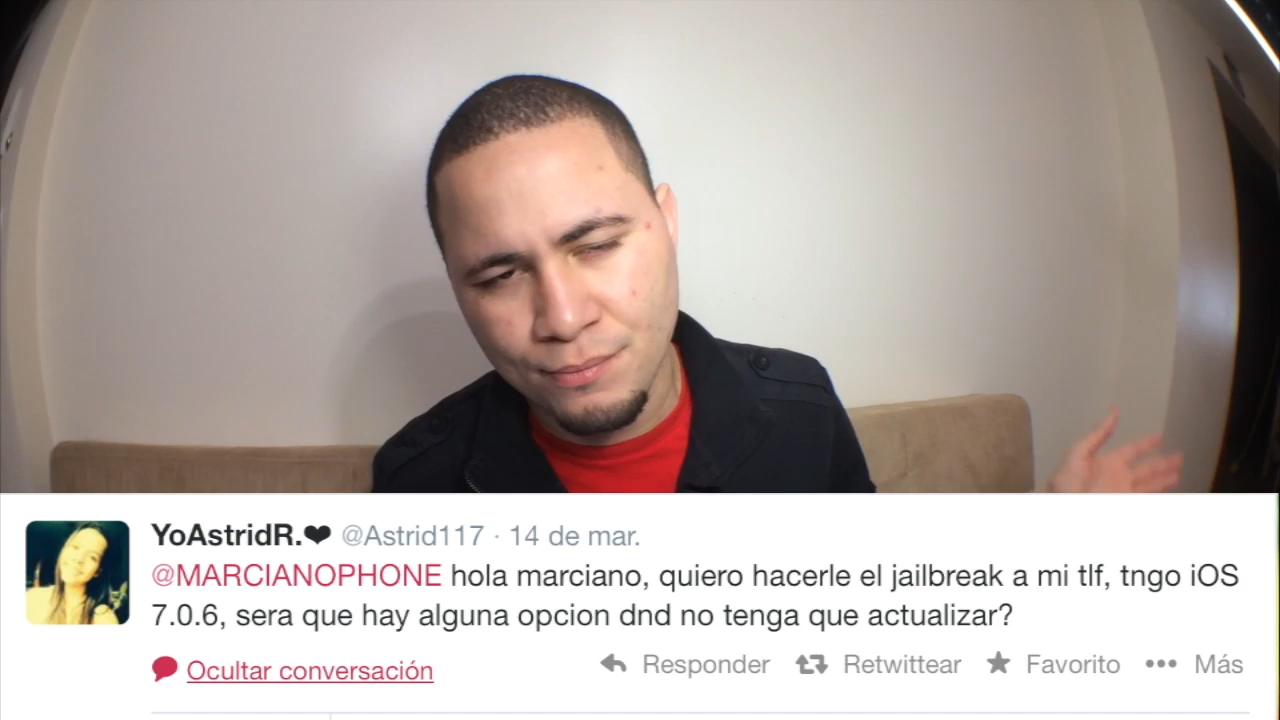 YoAstridR.❤ @Astrid117 · 14 de mar.
@MARCIANOPHONE hola marciano, quiero hacerle el jailbreak a mi tlf, tngo iOS
7.0.6, sera que hay alguna opcion dnd no tenga que actualizar?
Ocultar conversación Responder Retwittear Favorito Más